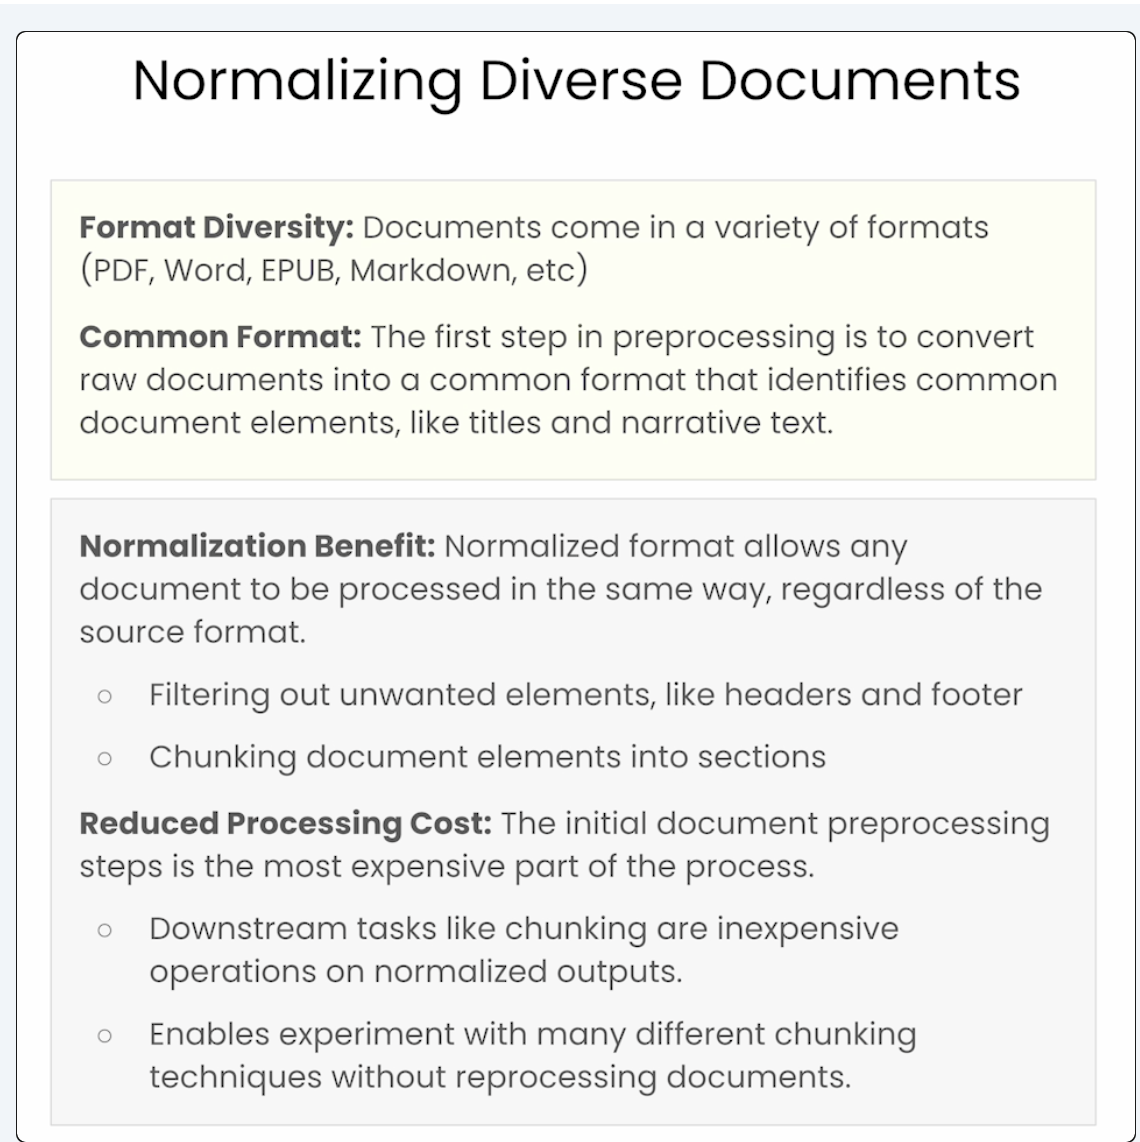 Normalizing Diverse Documents
Format Diversity: Documents come in a variety of formats
(PDF, Word, EPUB, Markdown, etc)
Common Format: The first step in preprocessing is to convert
raw documents into a common format that identifies common
document elements, like titles and narrative text.
Normalization Benefit: Normalized format allows any
document to be processed in the same way, regardless of the
source format.
○ Filtering out unwanted elements, like headers and footer
○ Chunking document elements into sections
Reduced Processing Cost: The initial document preprocessing
steps is the most expensive part of the process.
○ Downstream tasks like chunking are inexpensive
operations on normalized outputs.
○ Enables experiment with many different chunking
techniques without reprocessing documents.